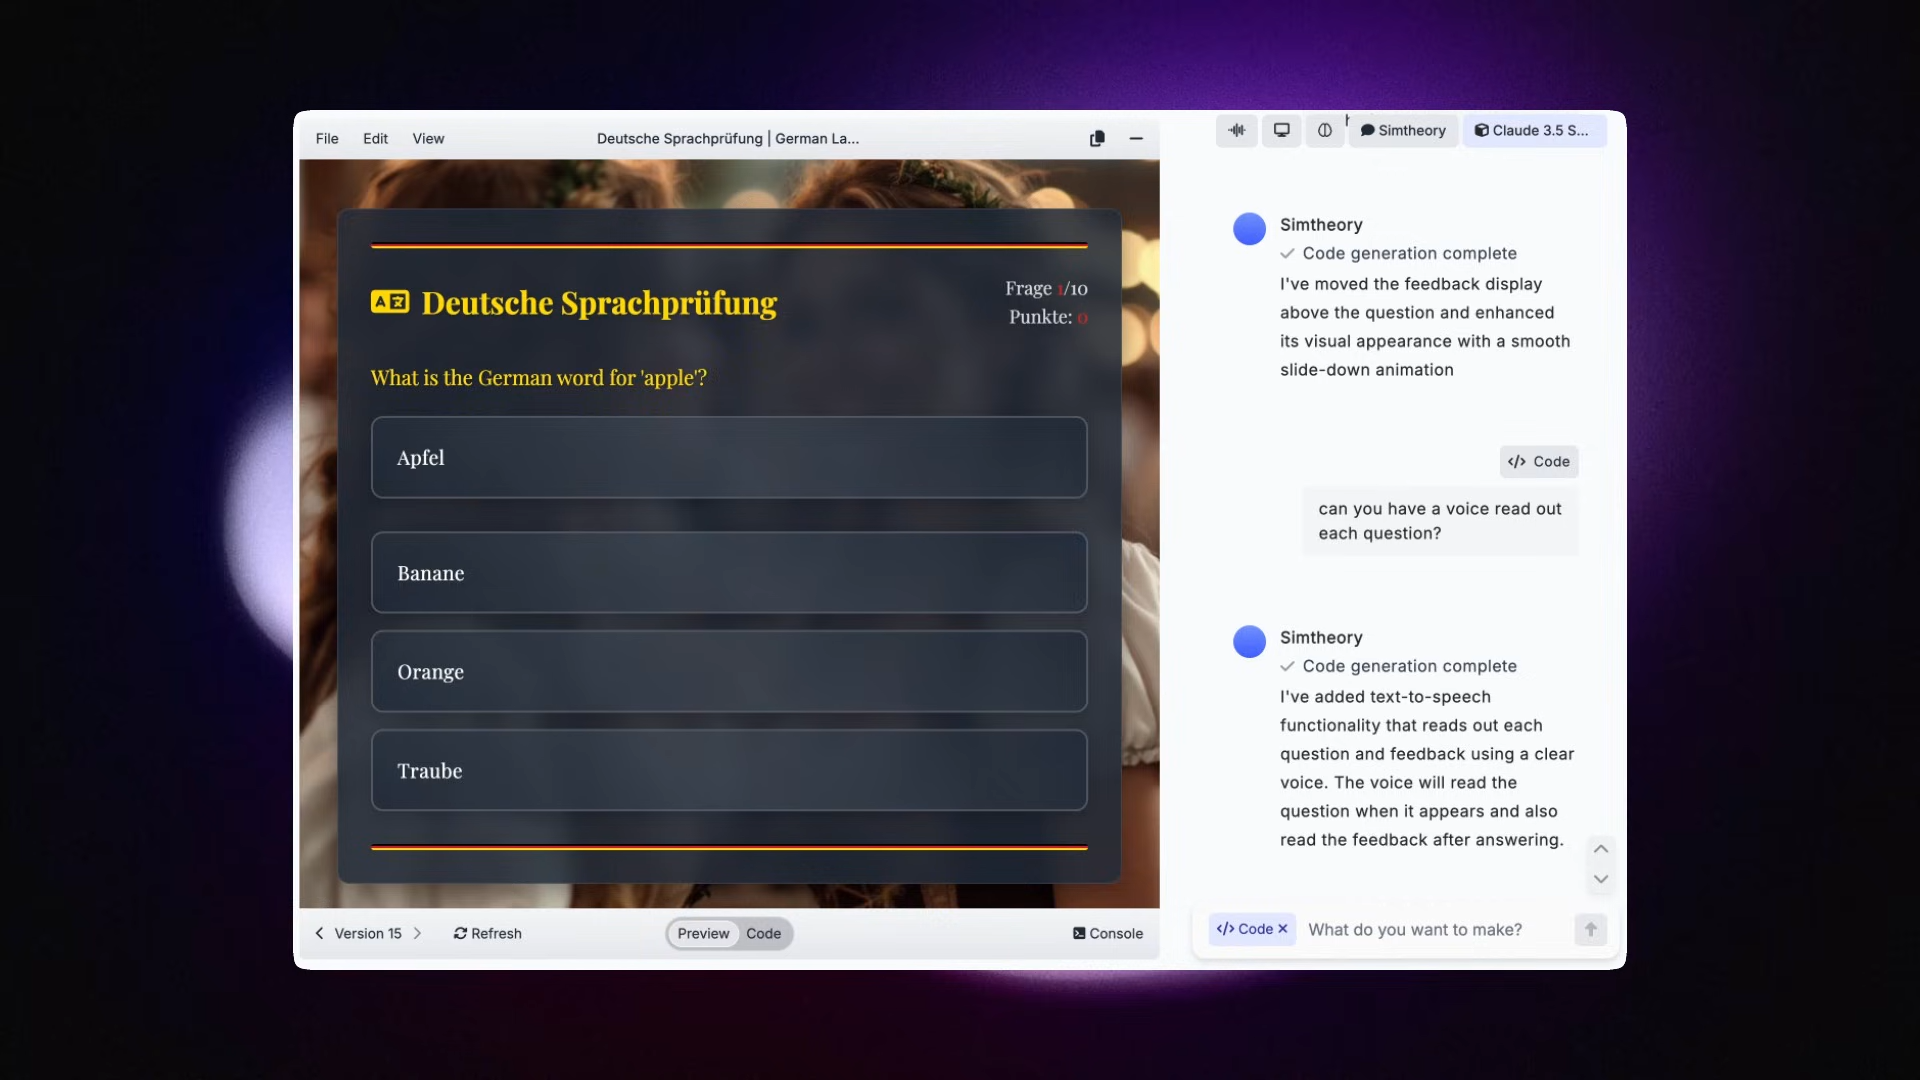 File Edit View
Deutsche Sprachprüfung | German La...
Deutsche Sprachprüfung
Frage 1/10
Punkte: 0
What is the German word for 'apple'?
Apfel
Banane
Orange
Traube
Version 15
Refresh
Preview Code
Console
Simtheory
Claude 3.5 S...
Simtheory
Code generation complete
I've moved the feedback display
above the question and enhanced
its visual appearance with a smooth
slide-down animation
</> Code
can you have a voice read out
each question?
Simtheory
Code generation complete
I've added text-to-speech
functionality that reads out each
question and feedback using a clear
voice. The voice will read the
question when it appears and also
read the feedback after answering.
</> Code ×
What do you want to make?